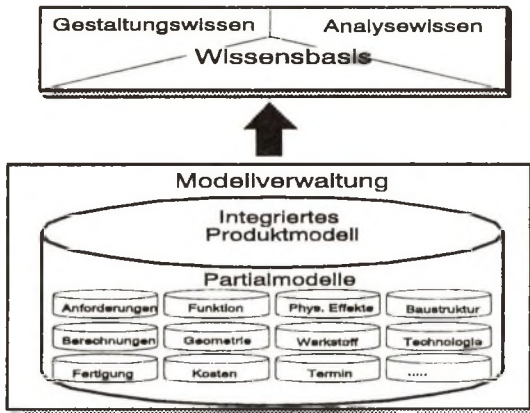 Gestaltungswissen Analysewissen
Wissensbasis
Modellverwaltung
Integriertes
Produktmodell
Partialmodelle
Anforderungen Funktion Phys. Effekte Baustruktur
Berechnungen Geometrie Werkstoff Technologie
Fertigung Kosten Termin .....